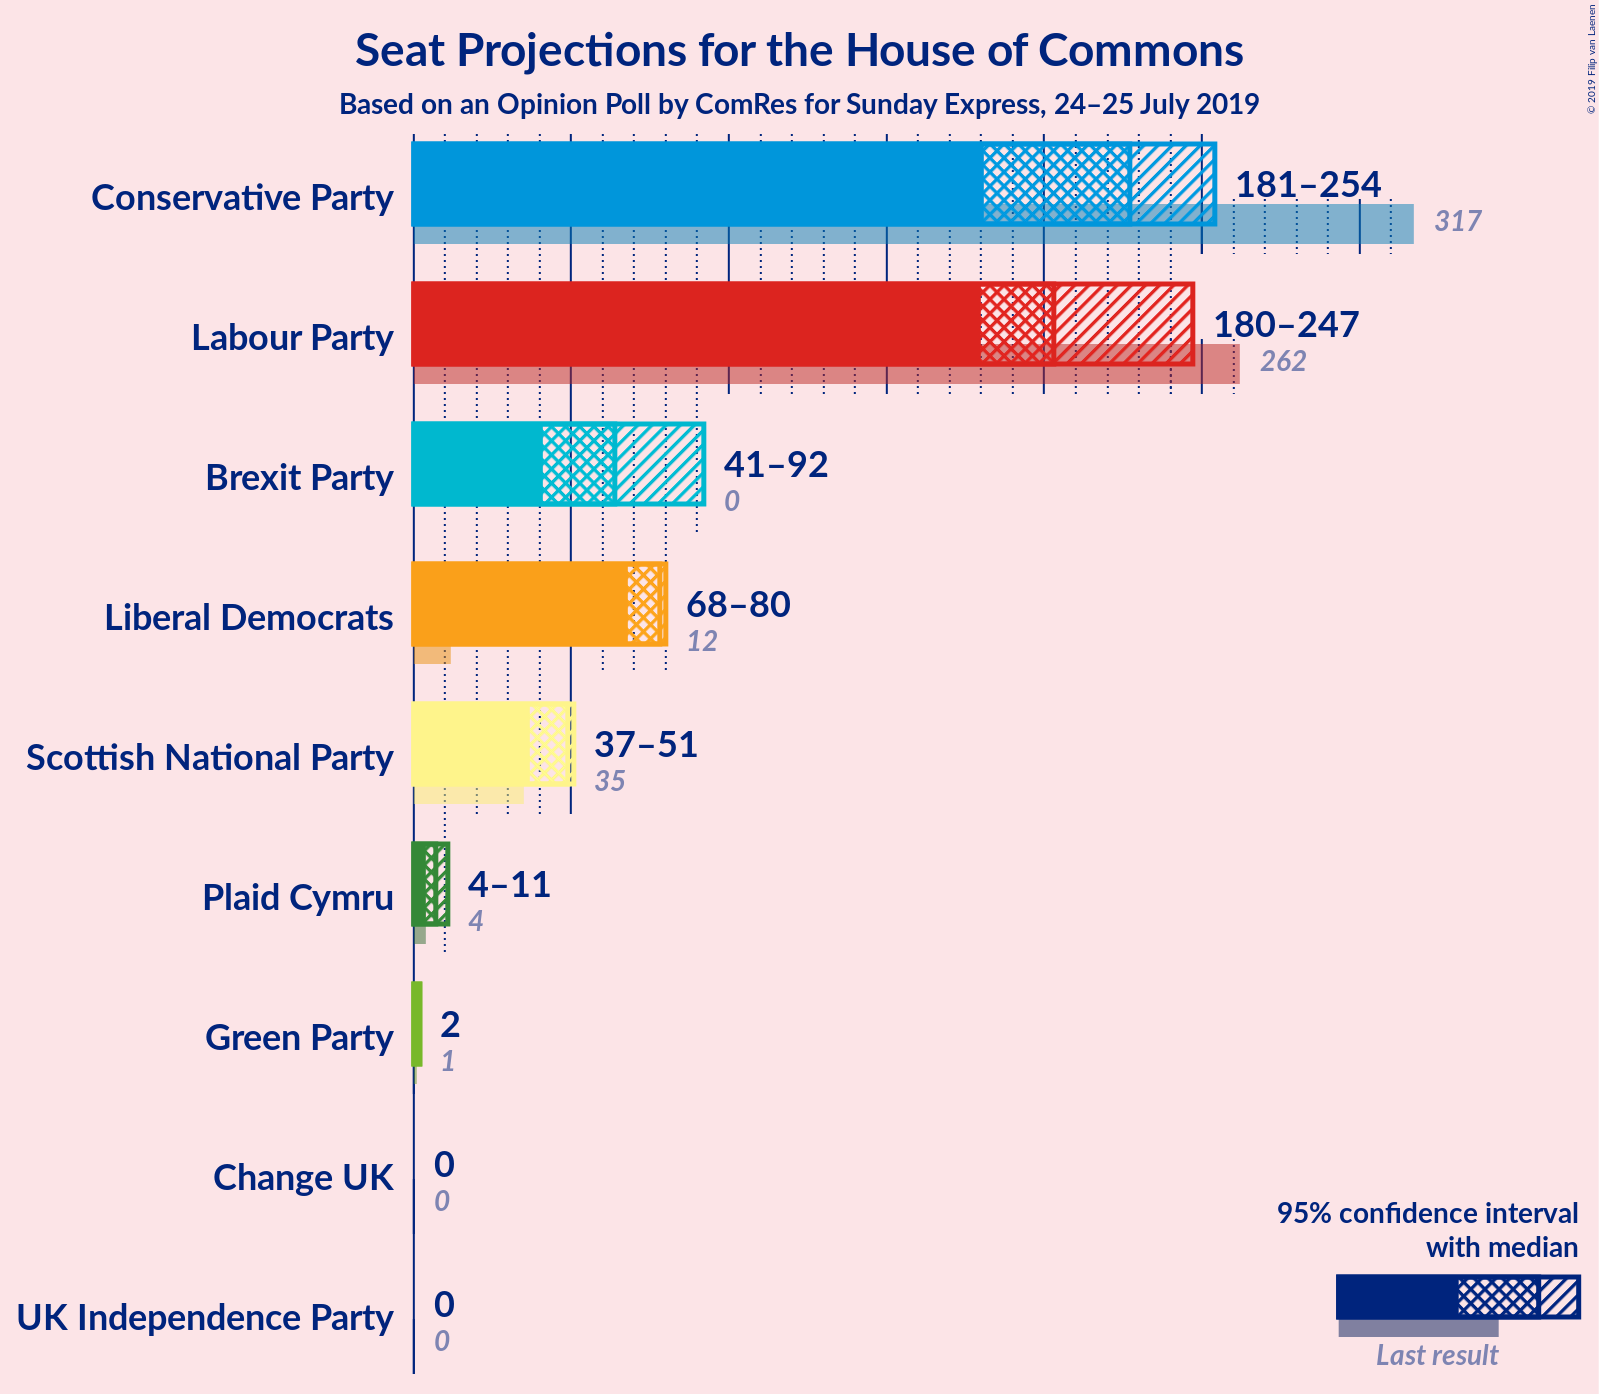 Seat Projections for the House of Commons
Based on an Opinion Poll by ComRes for Sunday Express, 24–25 July 2019
© 2019 Filip van Laenen
Conservative Party
181–254
317
Labour Party
180–247
262
Brexit Party
41–92
0
Liberal Democrats
68–80
12
Scottish National Party
37–51
35
Plaid Cymru
4–11
4
Green Party
2
1
Change UK
0
0
UK Independence Party
0
0
95% confidence interval
with median
Last result